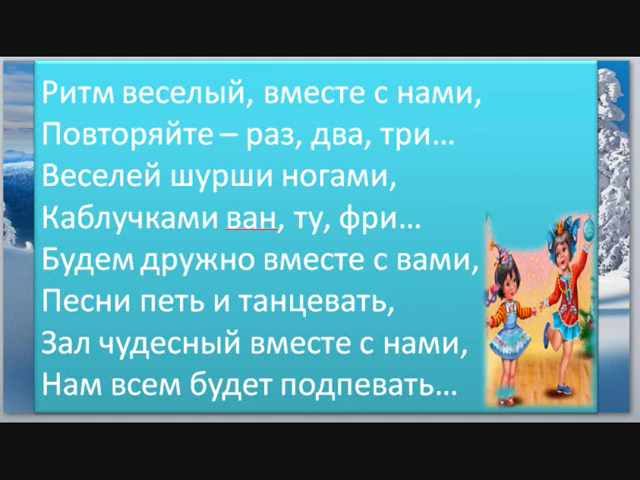 Ритм веселый, вместе с нами,
Повторяйте – раз, два, три...
Веселей шурши ногами,
Каблучками ван, ту, фри...
Будем дружно вместе с вами,
Песни петь и танцевать,
Зал чудесный вместе с нами,
Нам всем будет подпевать...